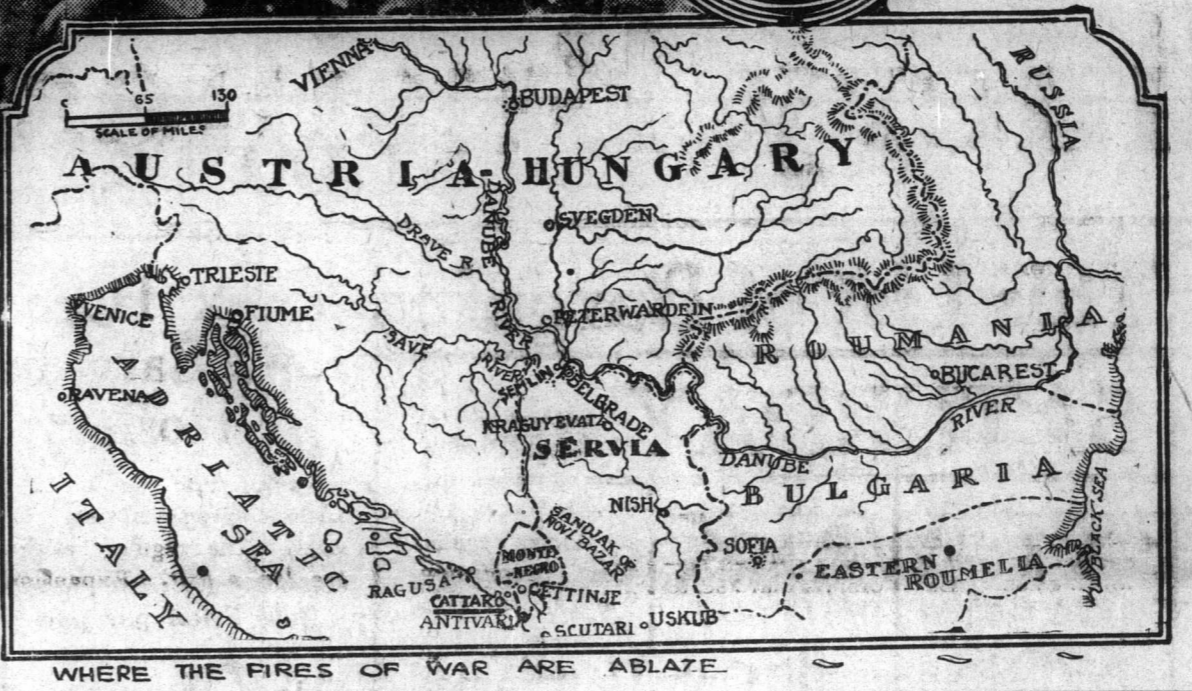 RUSSIA
VIENNA
BUDAPEST
65 130
SCALE OF MILES
AUSTRIA-HUNGARY
DANUBE
RIVER
SVEGDEN
DRAVE R
TRIESTE
VENICE
FIUME
PETERWARDEIN
SAVE
RIVER
SEMLIN
BELGRADE
ROUMANIA
BUCAREST
RAVENA
ADRIATIC
SEA
KRAGUYEVATZ
SERVIA
DANUBE
RIVER
BULGARIA
ITALY
NISH
SANDJAK OF
NOVI BAZAR
BLACK SEA
SOFIA
MONTE
-NEGRO
EASTERN
ROUMELIA
RAGUSA
CATTARO
CETTINJE
ANTIVARI
SCUTARI
USKUB
WHERE THE FIRES OF WAR ARE ABLAZE